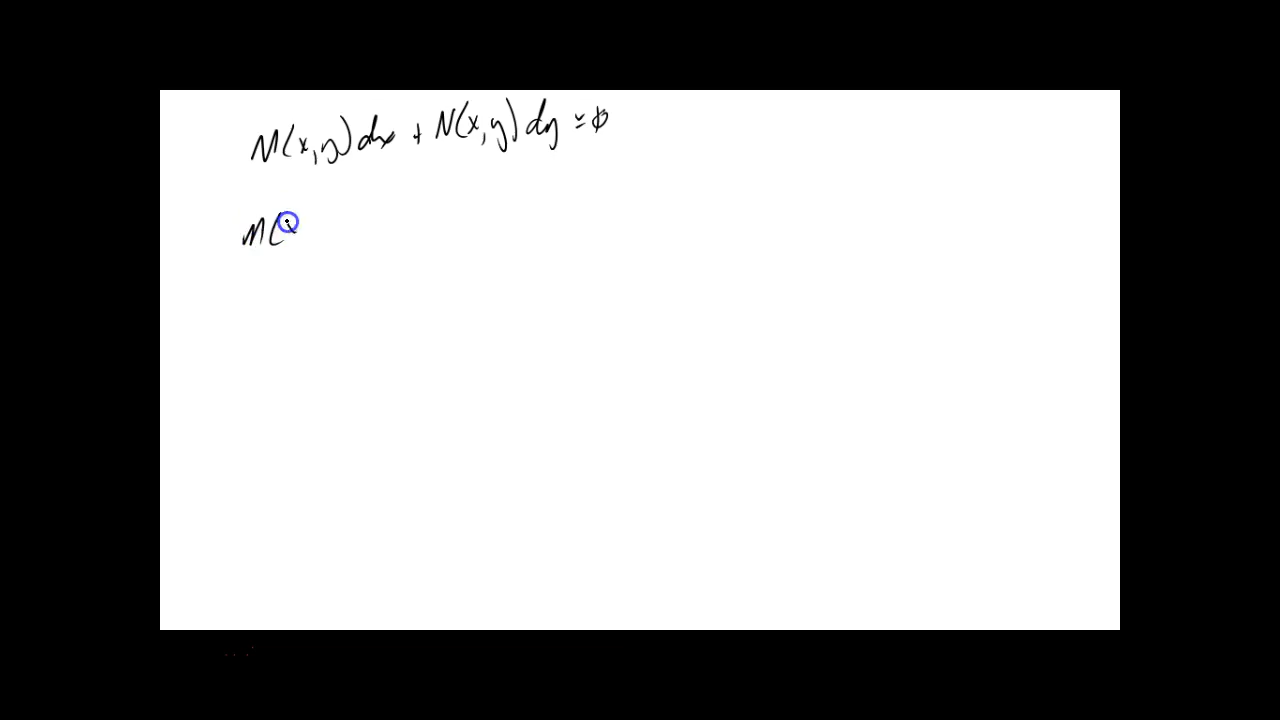 M(x,y)dx + N(x,y)dy = 0
M(x